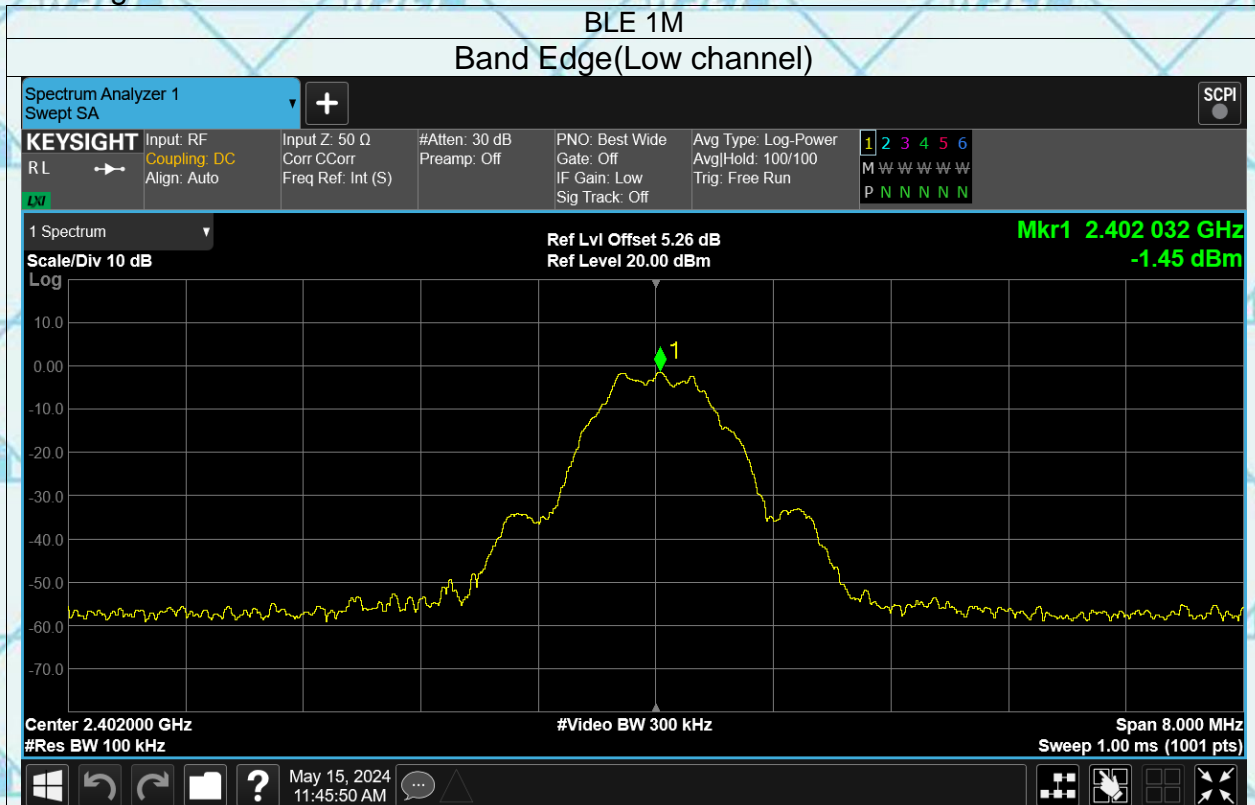 BLE 1M
Band Edge(Low channel)
Spectrum Analyzer 1
Swept SA
+
SCPI
KEYSIGHT
RL
LXI
Input: RF
Coupling: DC
Align: Auto
Input Z: 50 Ω
Corr CCorr
Freq Ref: Int (S)
#Atten: 30 dB
Preamp: Off
PNO: Best Wide
Gate: Off
IF Gain: Low
Sig Track: Off
Avg Type: Log-Power
Avg|Hold: 100/100
Trig: Free Run
1 2 3 4 5 6
M W W W W W
P N N N N N
1 Spectrum
Scale/Div 10 dB
Log
Ref Lvl Offset 5.26 dB
Ref Level 20.00 dBm
Mkr1 2.402 032 GHz
-1.45 dBm
1
10.0
0.00
-10.0
-20.0
-30.0
-40.0
-50.0
-60.0
-70.0
Center 2.402000 GHz
#Res BW 100 kHz
#Video BW 300 kHz
Span 8.000 MHz
Sweep 1.00 ms (1001 pts)
?
May 15, 2024
11:45:50 AM